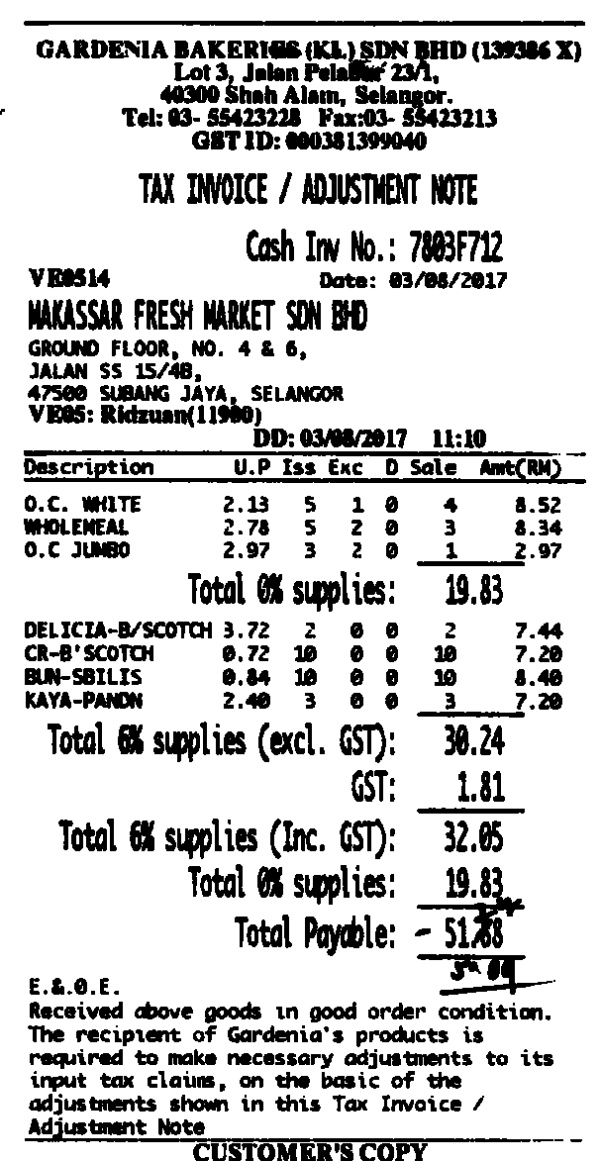 GARDENIA BAKERIES (KL) SDN BHD (139386 X)
Lot 3, Jalan Pelabur 23/1,
40300 Shah Alam, Selangor.
Tel: 03- 55423228 Fax:03- 55423213
GST ID: 000381399040
TAX INVOICE / ADJUSTMENT NOTE
Cash Inv No.: 7803F712
VE0514 Date: 03/08/2017
MAKASSAR FRESH MARKET SDN BHD
GROUND FLOOR, NO. 4 & 6,
JALAN SS 15/4B,
47500 SUBANG JAYA, SELANGOR
VE05: Ridzuan(11900)
DD: 03/08/2017 11:10
Description U.P Iss Exc D Sale Amt(RM)
O.C. WHITE 2.13 5 1 0 4 8.52
WHOLEMEAL 2.78 5 2 0 3 8.34
O.C JUMBO 2.97 3 2 0 1 2.97
Total 0% supplies: 19.83
DELICIA-B/SCOTCH 3.72 2 0 0 2 7.44
CR-B'SCOTCH 0.72 10 0 0 10 7.20
BUN-SBILIS 0.84 10 0 0 10 8.40
KAYA-PANDN 2.40 3 0 0 3 7.20
Total 6% supplies (excl. GST): 30.24
GST: 1.81
Total 6% supplies (Inc. GST): 32.05
Total 0% supplies: 19.83
Total Payable: - 51.88
E.&.O.E.
Received above goods in good order condition.
The recipient of Gardenia's products is
required to make necessary adjustments to its
input tax claims, on the basic of the
adjustments shown in this Tax Invoice /
Adjustment Note
CUSTOMER'S COPY